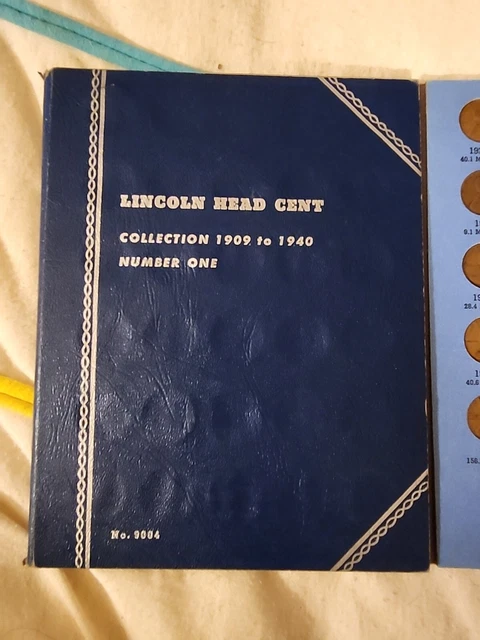 LINCOLN HEAD CENT
COLLECTION 1909 to 1940
NUMBER ONE
No. 9004